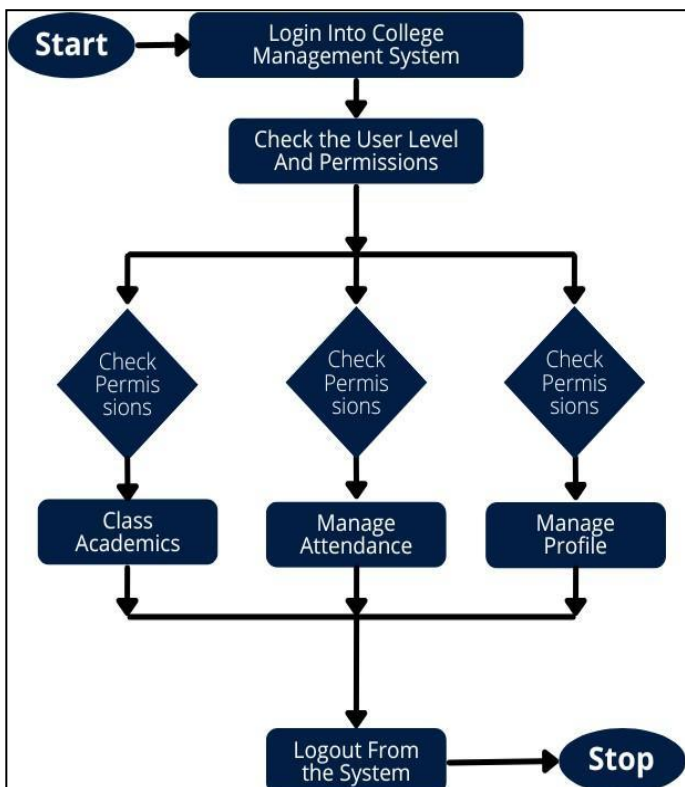 Start
Login Into College
Management System
Check the User Level
And Permissions
Check
Permis
sions
Check
Permis
sions
Check
Permis
sions
Class
Academics
Manage
Attendance
Manage
Profile
Logout From
the System
Stop